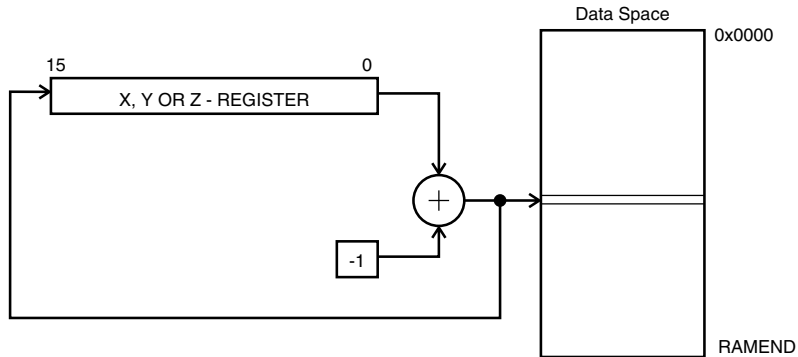 Data Space
0x0000
15 0
X, Y OR Z - REGISTER
+
-1
RAMEND